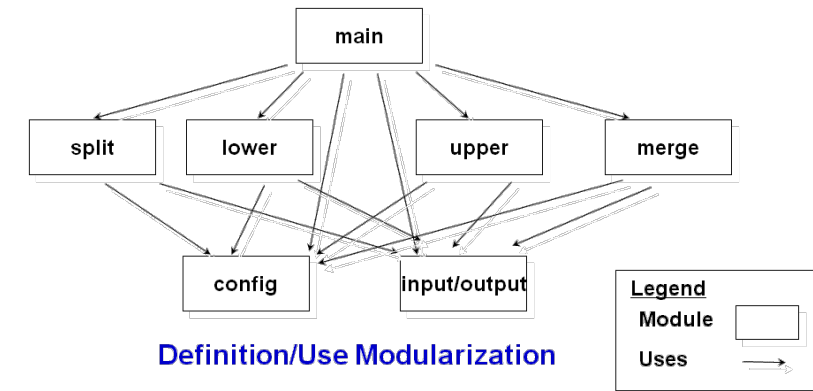 main
split
lower
upper
merge
config
input/output
Definition/Use Modularization
Legend
Module
Uses